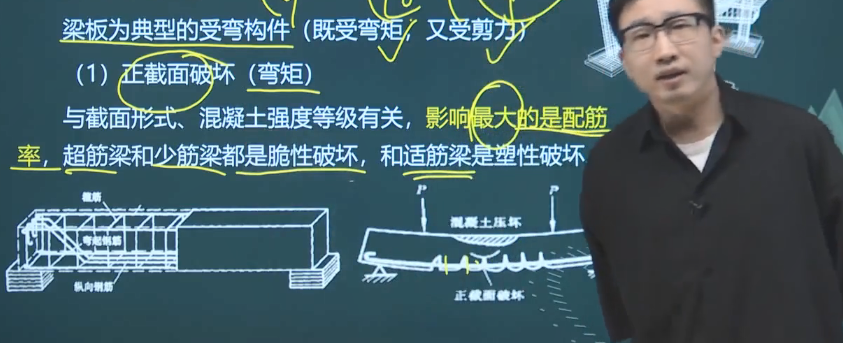 梁板为典型的受弯构件（既受弯矩，又受剪力）
（1）正截面破坏（弯矩）
与截面形式、混凝土强度等级有关，影响最大的是配筋
率，超筋梁和少筋梁都是脆性破坏，和适筋梁是塑性破坏
箍筋
弯起钢筋
纵向钢筋
P P
混凝土压坏
正截面破坏